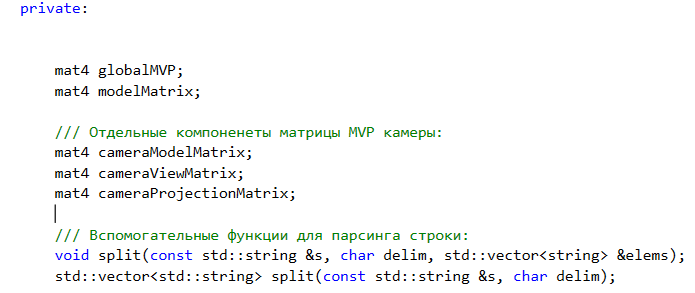 private:
mat4 globalMVP;
mat4 modelMatrix;
/// Отдельные компоненеты матрицы MVP камеры:
mat4 cameraModelMatrix;
mat4 cameraViewMatrix;
mat4 cameraProjectionMatrix;
/// Вспомогательные функции для парсинга строки:
void split(const std::string &s, char delim, std::vector<string> &elems);
std::vector<std::string> split(const std::string &s, char delim);